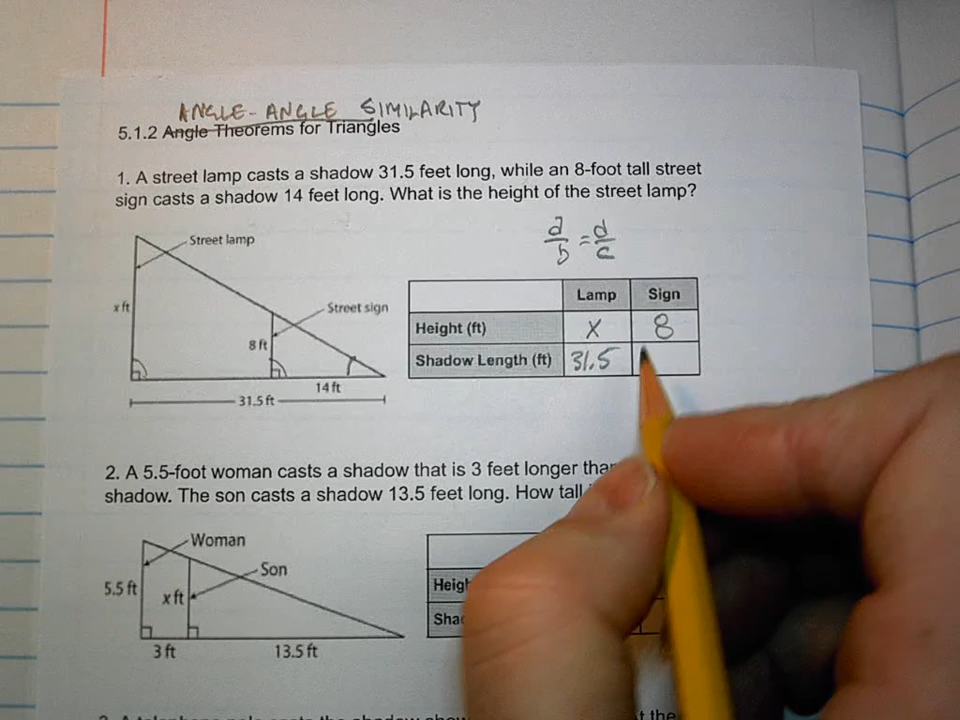 ANGLE-ANGLE SIMILARITY
5.1.2 Angle Theorems for Triangles
1. A street lamp casts a shadow 31.5 feet long, while an 8-foot tall street
sign casts a shadow 14 feet long. What is the height of the street lamp?
a/b = d/c
Street lamp
x ft
Street sign
8 ft
14 ft
31.5 ft
Lamp Sign
Height (ft) x 8
Shadow Length (ft) 31.5
2. A 5.5-foot woman casts a shadow that is 3 feet longer
shadow. The son casts a shadow 13.5 feet long. How tall
Woman
Son
5.5 ft
x ft
3 ft
13.5 ft